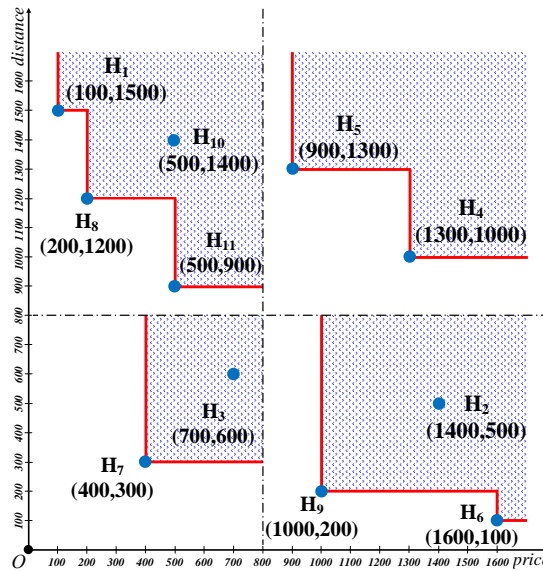 distance
1600
1500
1400
1300
1200
1100
1000
900
800
700
600
500
400
300
200
100
H1
(100,1500)
H10
(500,1400)
H8
(200,1200)
H11
(500,900)
H5
(900,1300)
H4
(1300,1000)
H3
(700,600)
H7
(400,300)
H2
(1400,500)
H9
(1000,200)
H6
(1600,100)
O 100 200 300 400 500 600 700 800 900 1000 1100 1200 1300 1400 1500 1600 price